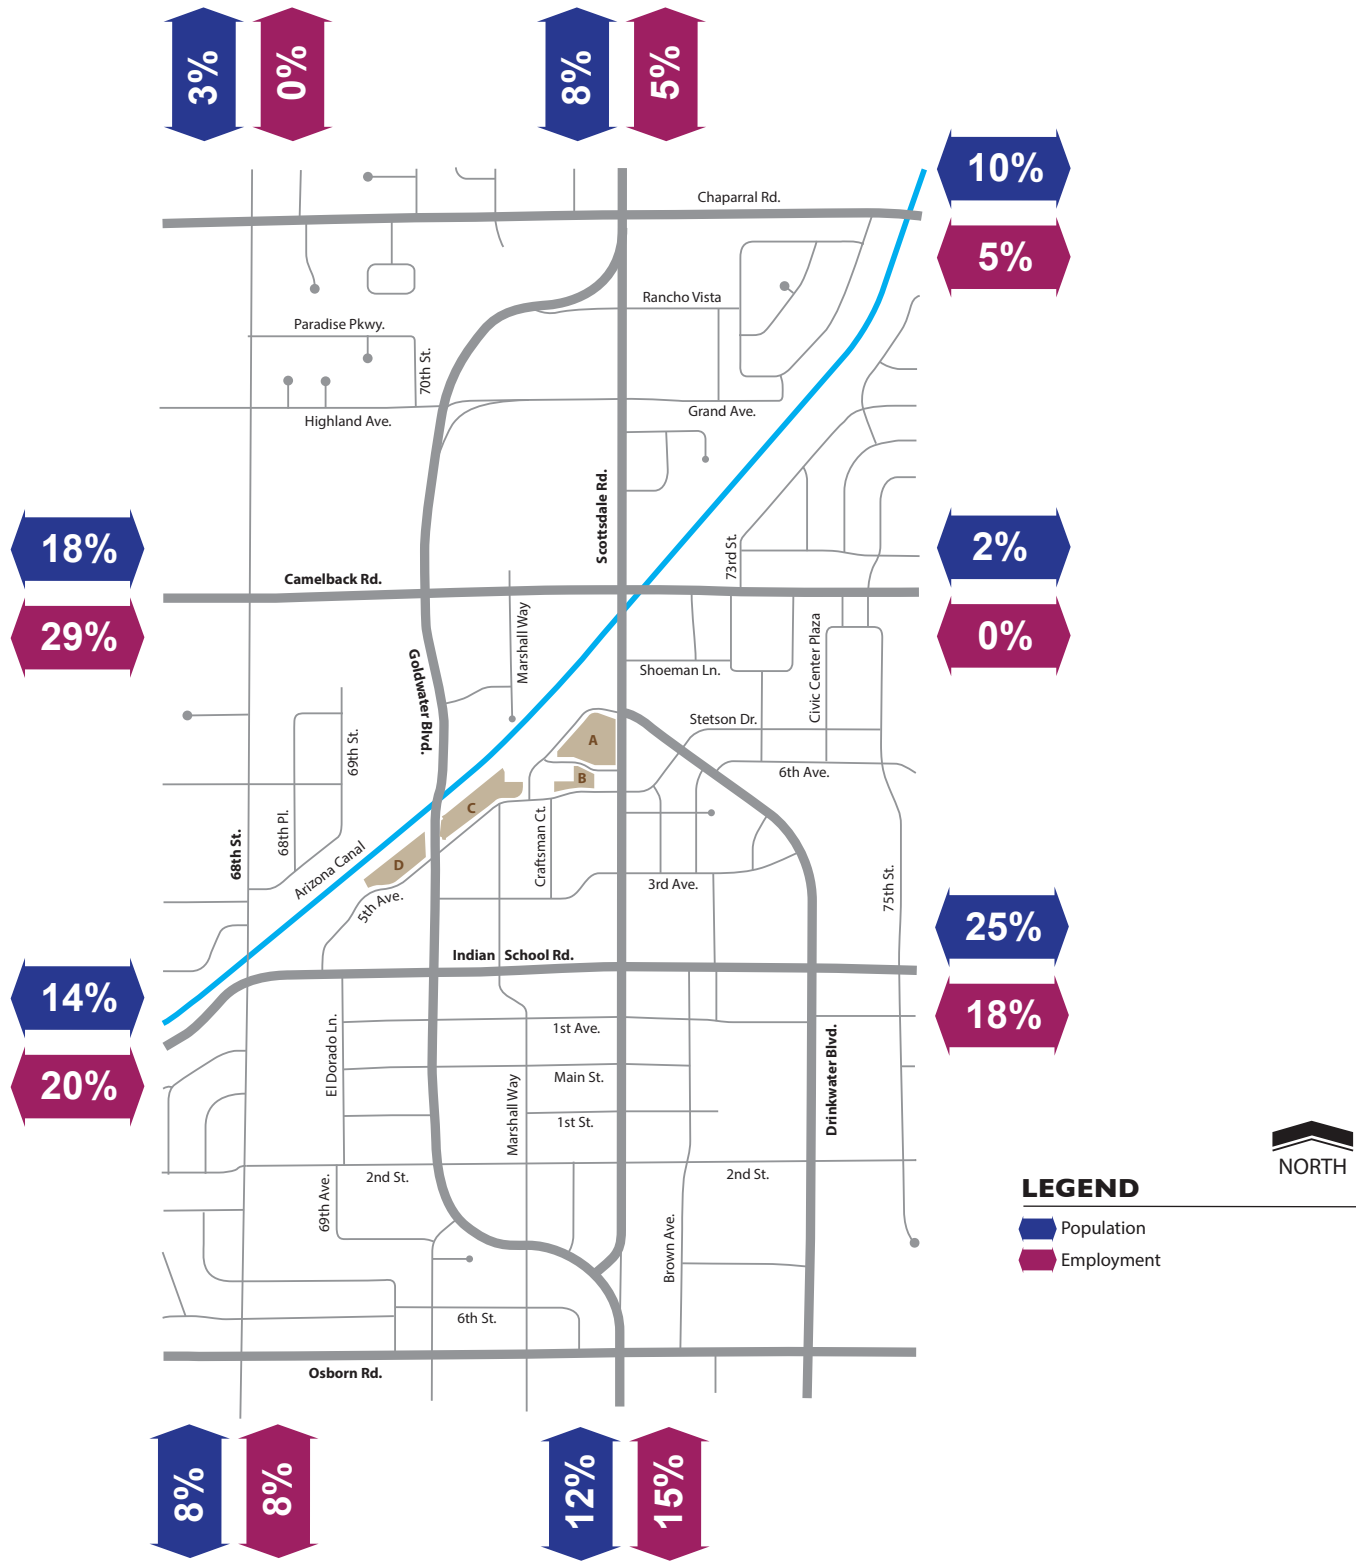 3%
0%
8%
5%
10%
5%
Chaparral Rd.
Rancho Vista
Paradise Pkwy.
70th St.
Highland Ave.
Grand Ave.
Scottsdale Rd.
73rd St.
18%
29%
2%
0%
Camelback Rd.
Marshall Way
Civic Center Plaza
Goldwater Blvd.
Shoeman Ln.
Stetson Dr.
69th St.
A
B
6th Ave.
C
68th Pl.
68th St.
Craftsman Ct.
D
Arizona Canal
5th Ave.
3rd Ave.
75th St.
25%
18%
Indian School Rd.
14%
20%
El Dorado Ln.
1st Ave.
Main St.
Marshall Way
1st St.
Drinkwater Blvd.
2nd St.
2nd St.
69th Ave.
Brown Ave.
6th St.
Osborn Rd.
NORTH
LEGEND
Population
Employment
8%
8%
12%
15%